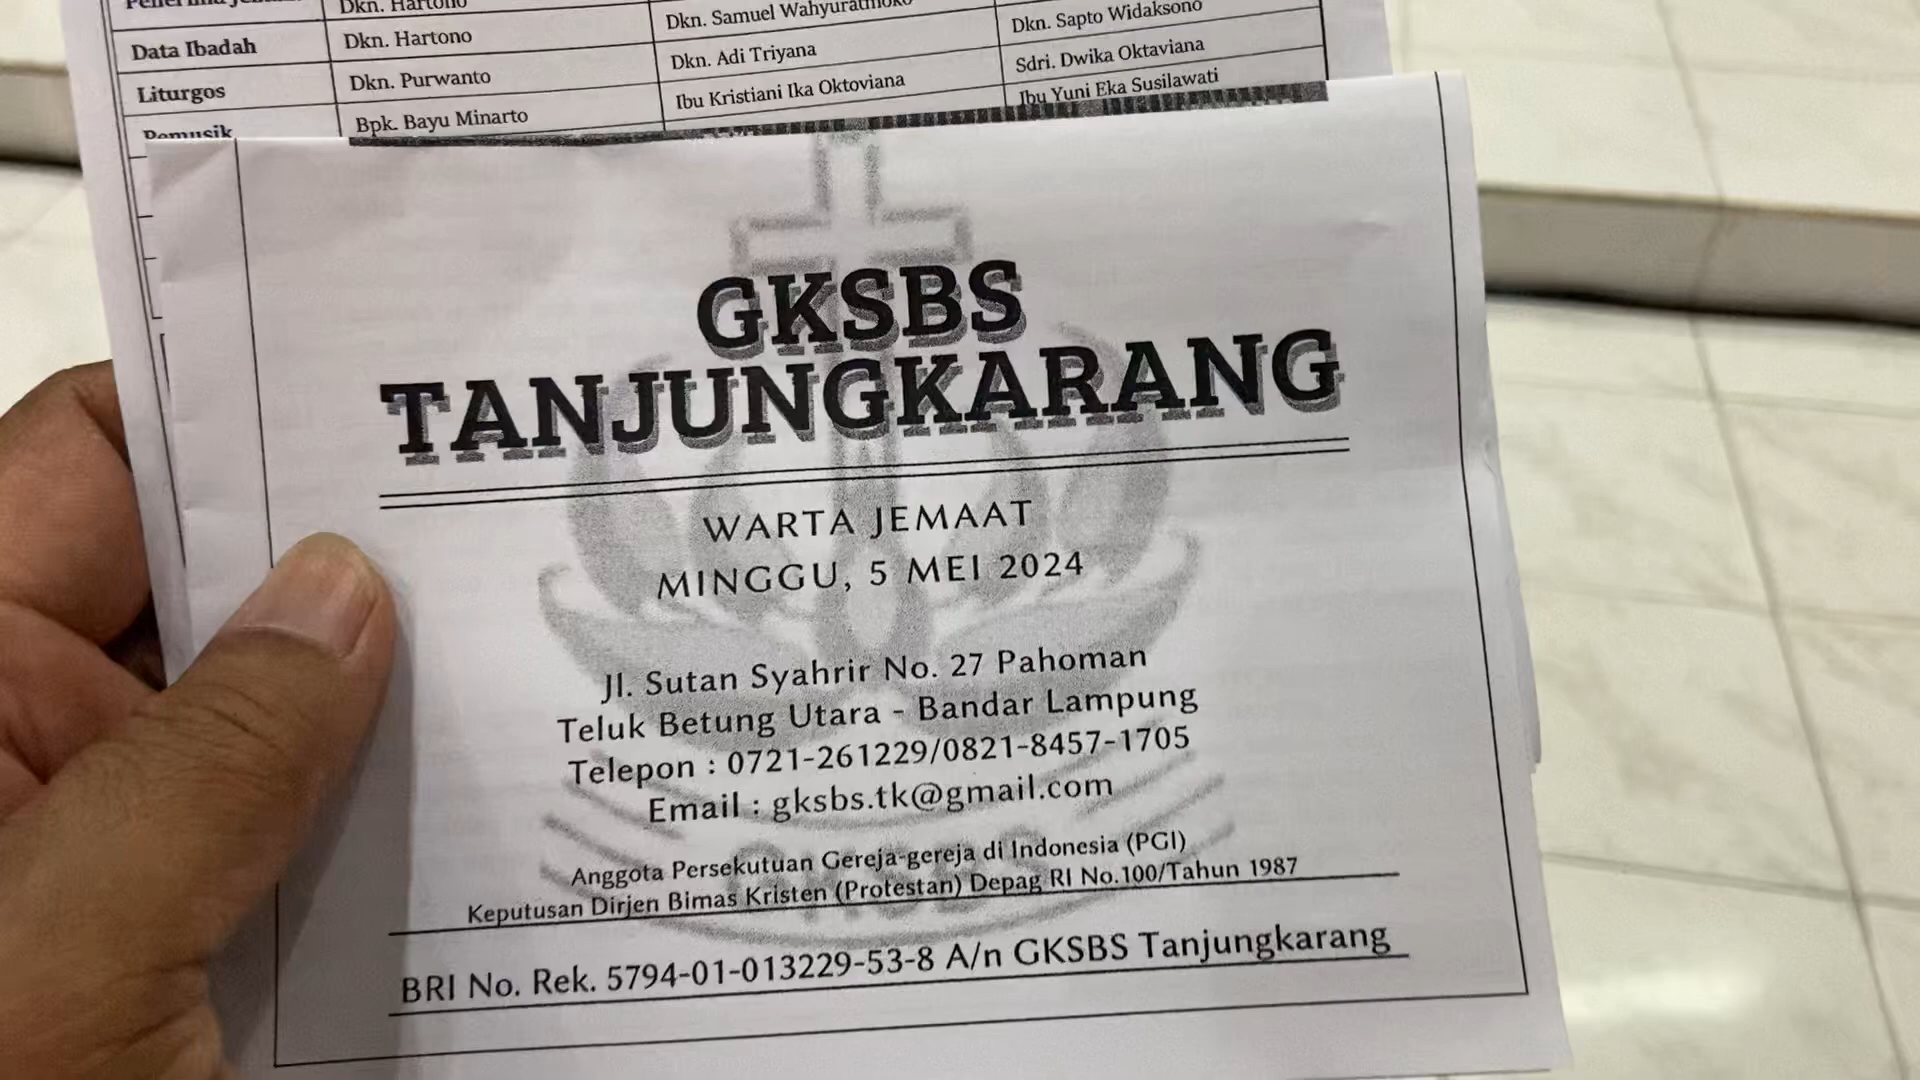 Dkn. Hartono
Data Ibadah Dkn. Hartono Dkn. Samuel Dkn. Sapto Widaksono
Liturgos Dkn. Purwanto Dkn. Adi Triyana Sdri. Dwika Oktaviana
Pemusik Bpk. Bayu Minarto Ibu Kristiani Ika Oktoviana Ibu Yuni Eka Susilawati
GKSBS
TANJUNGKARANG
WARTA JEMAAT
MINGGU, 5 MEI 2024
Jl. Sutan Syahrir No. 27 Pahoman
Teluk Betung Utara - Bandar Lampung
Telepon : 0721-261229/0821-8457-1705
Email : gksbs.tk@gmail.com
Anggota Persekutuan Gereja-gereja di Indonesia (PGI)
Keputusan Dirjen Bimas Kristen (Protestan) Depag RI No.100/Tahun 1987
BRI No. Rek. 5794-01-013229-53-8 A/n GKSBS Tanjungkarang